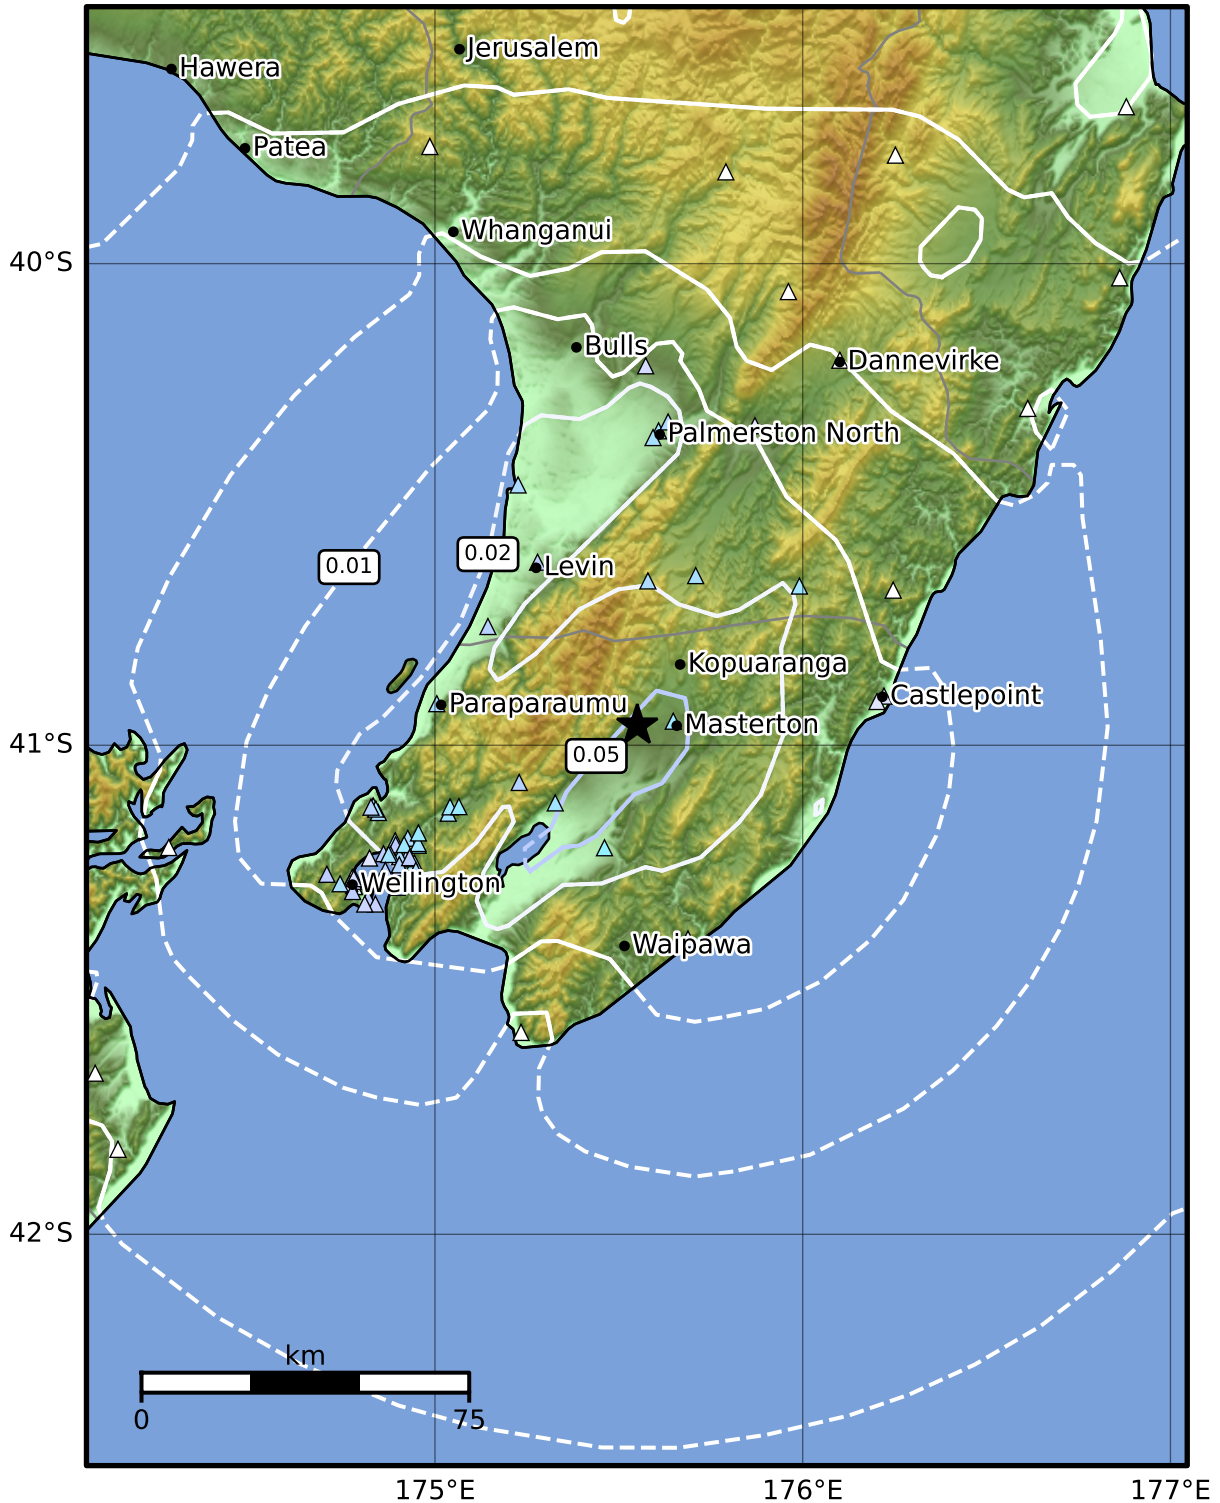 Jerusalem
Hawera
Patea
Whanganui
40°S
Bulls
Dannevirke
Palmerston North
0.02
0.01
Levin
Kopuaranga
Castlepoint
Paraparaumu
Masterton
41°S
0.05
Wellington
Waipawa
42°S
km
0 75
175°E 176°E 177°E